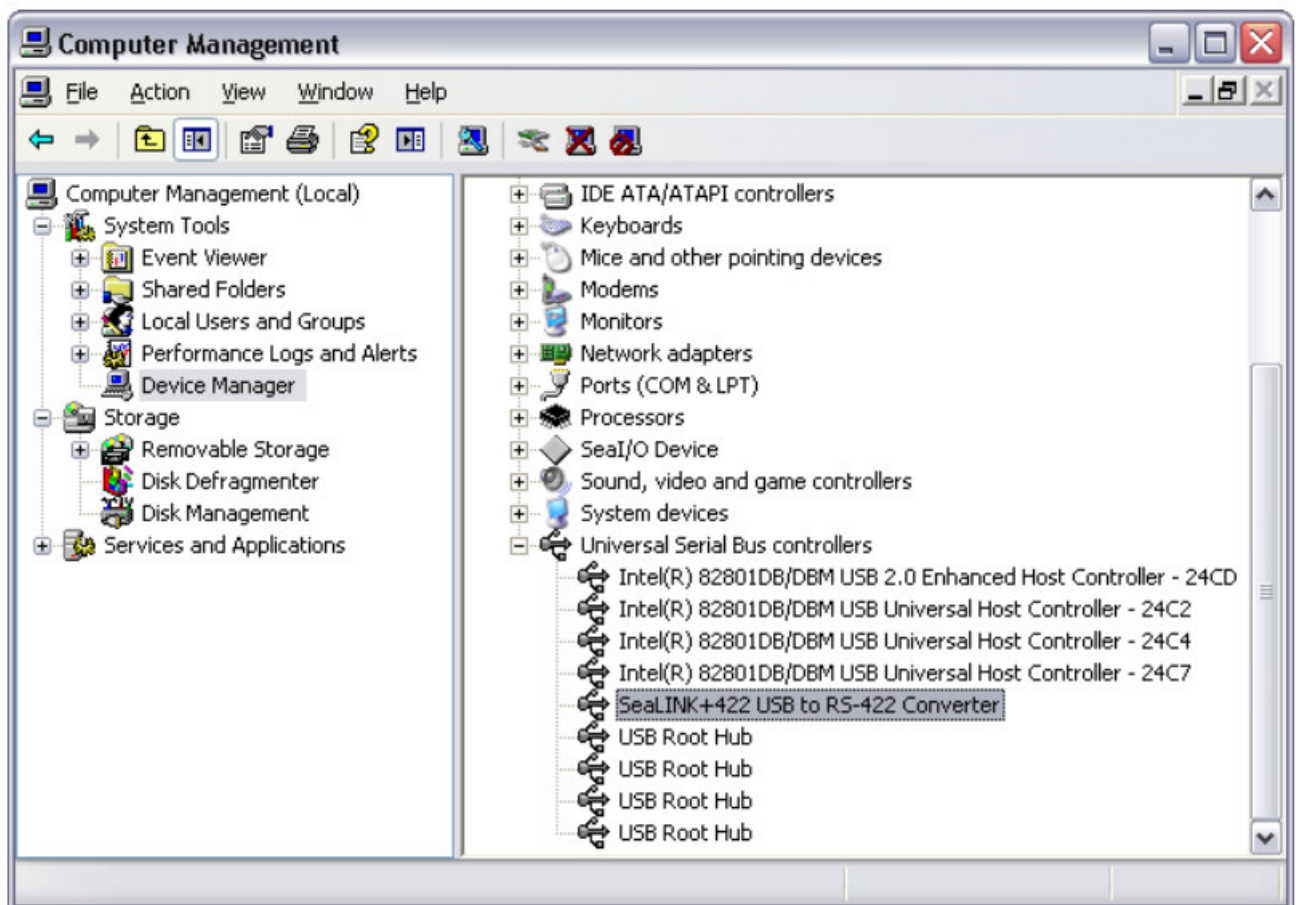 Computer Management
File Action View Window Help
Computer Management (Local)
System Tools
Event Viewer
Shared Folders
Local Users and Groups
Performance Logs and Alerts
Device Manager
Storage
Removable Storage
Disk Defragmenter
Disk Management
Services and Applications
IDE ATA/ATAPI controllers
Keyboards
Mice and other pointing devices
Modems
Monitors
Network adapters
Ports (COM & LPT)
Processors
SeaI/O Device
Sound, video and game controllers
System devices
Universal Serial Bus controllers
Intel(R) 82801DB/DBM USB 2.0 Enhanced Host Controller - 24CD
Intel(R) 82801DB/DBM USB Universal Host Controller - 24C2
Intel(R) 82801DB/DBM USB Universal Host Controller - 24C4
Intel(R) 82801DB/DBM USB Universal Host Controller - 24C7
SeaLINK+422 USB to RS-422 Converter
USB Root Hub
USB Root Hub
USB Root Hub
USB Root Hub